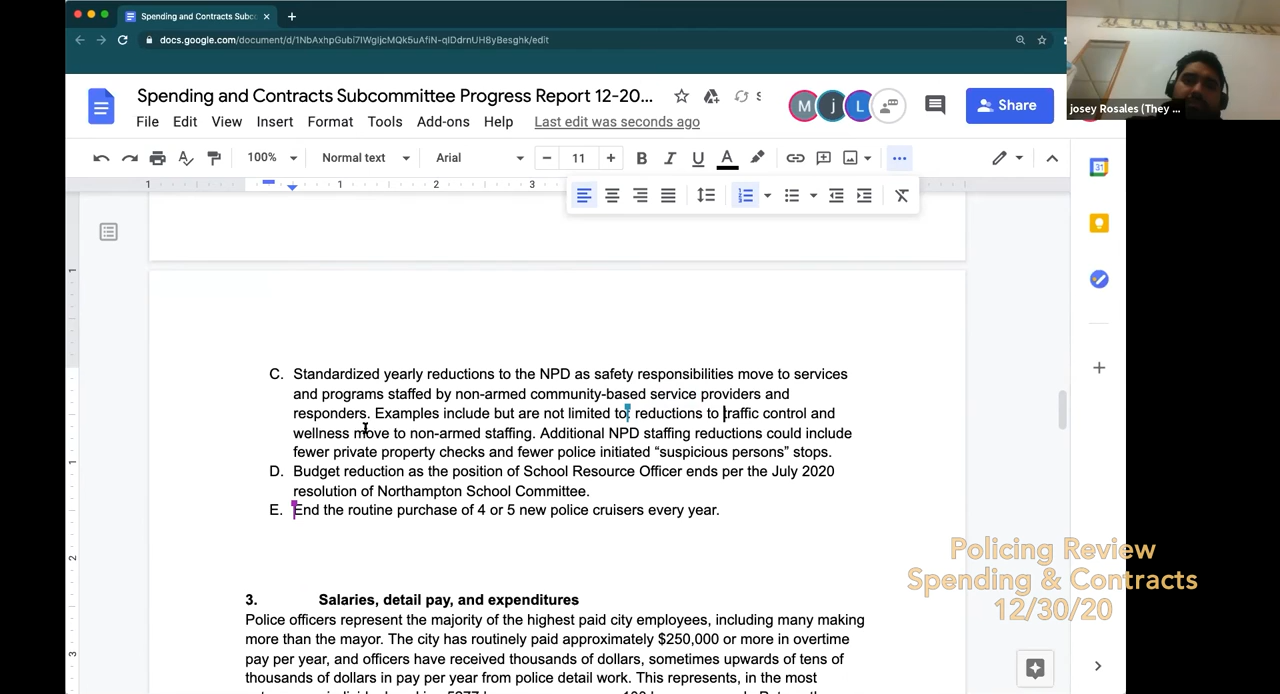 Spending and Contracts Subc
docs.google.com/document/d/1NbAxhpGubi7IWgIjcMQk5uAfiN-qIDdrnUH8yBesghk/edit
josey Rosales (They ...
Spending and Contracts Subcommittee Progress Report 12-20...
File Edit View Insert Format Tools Add-ons Help Last edit was seconds ago
M j L
Share
100% Normal text Arial 11 B I U A
1 1 2 3
C. Standardized yearly reductions to the NPD as safety responsibilities move to services
and programs staffed by non-armed community-based service providers and
responders. Examples include but are not limited to: reductions to traffic control and
wellness move to non-armed staffing. Additional NPD staffing reductions could include
fewer private property checks and fewer police initiated “suspicious persons” stops.
D. Budget reduction as the position of School Resource Officer ends per the July 2020
resolution of Northampton School Committee.
E. End the routine purchase of 4 or 5 new police cruisers every year.
3. Salaries, detail pay, and expenditures
Police officers represent the majority of the highest paid city employees, including many making
more than the mayor. The city has routinely paid approximately $250,000 or more in overtime
pay per year, and officers have received thousands of dollars, sometimes upwards of tens of
thousands of dollars in pay per year from police detail work. This represents, in the most
Policing Review
Spending & Contracts
12/30/20